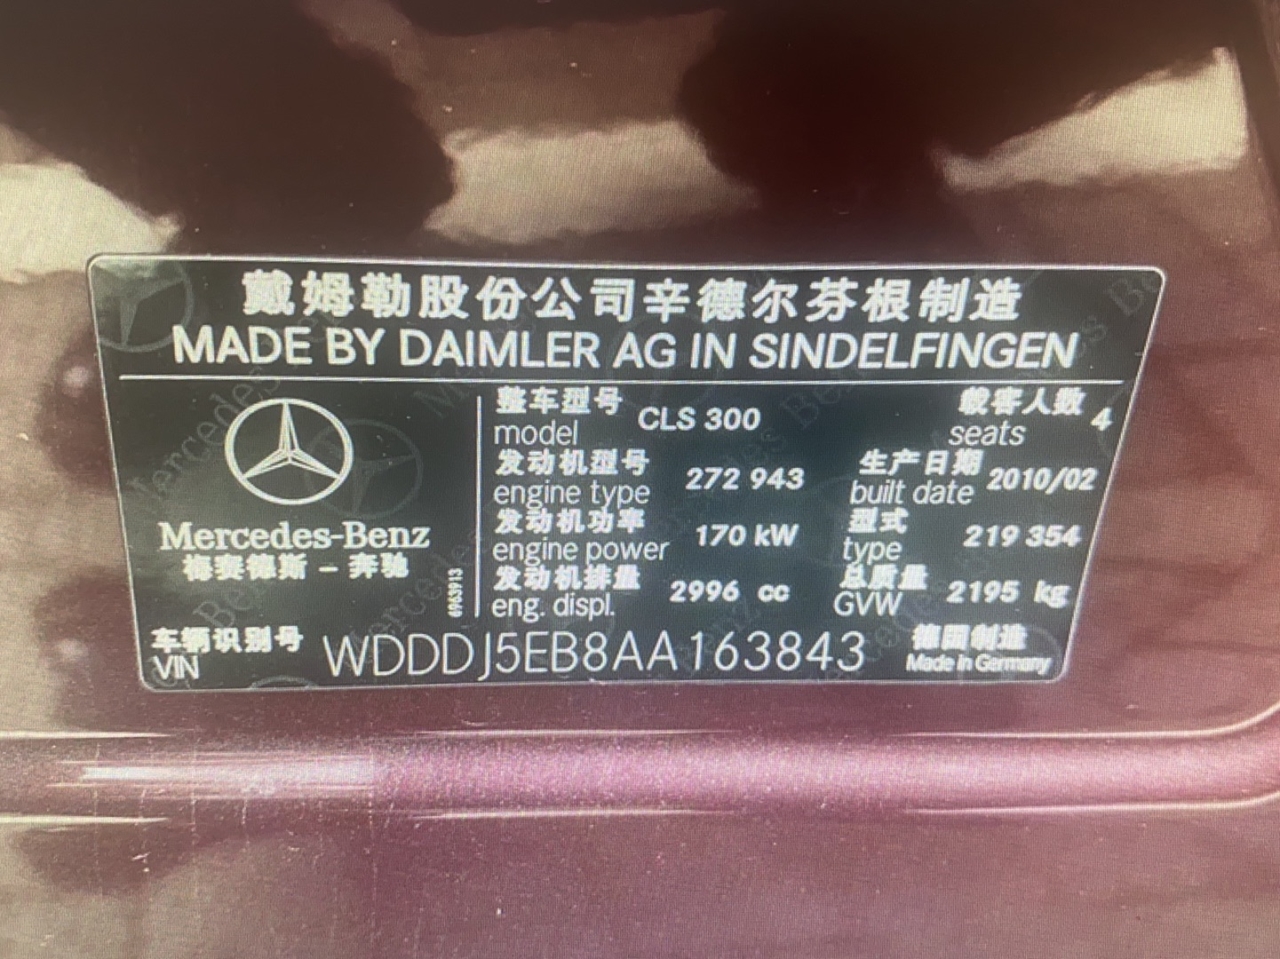 戴姆勒股份公司辛德尔芬根制造
MADE BY DAIMLER AG IN SINDELFINGEN
Mercedes-Benz
梅赛德斯 - 奔驰
整车型号 CLS 300 载客人数 4
model seats
发动机型号 272 943 生产日期 2010/02
engine type built date
发动机功率 170 kW 型式 219 354
engine power type
发动机排量 2996 cc 总质量 2195 kg
eng. displ. GVW
6963913
车辆识别号 WDDDJ5EB8AA163843 德国制造
VIN Made in Germany